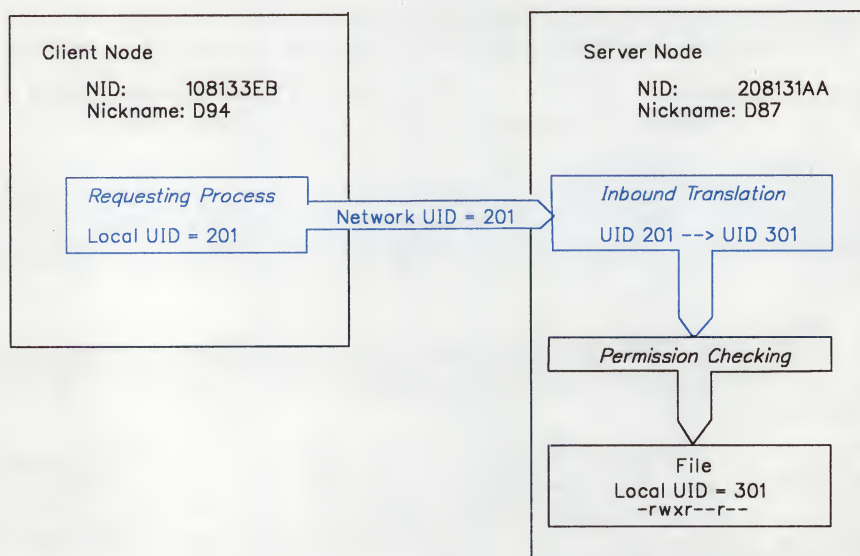 Client Node
NID: 108133EB
Nickname: D94
Requesting Process
Local UID = 201
Network UID = 201
Server Node
NID: 208131AA
Nickname: D87
Inbound Translation
UID 201 --> UID 301
Permission Checking
File
Local UID = 301
-rwxr--r--